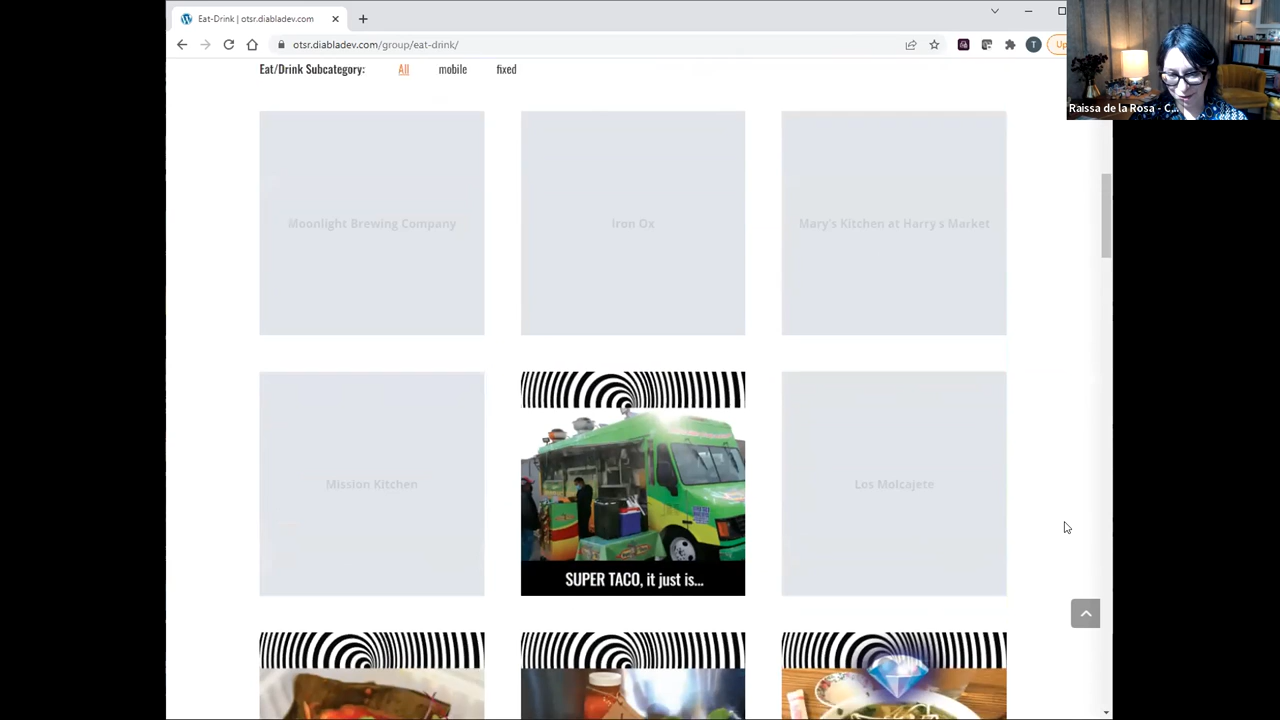 Eat-Drink | otsr.diabladev.com
otsr.diabladev.com/group/eat-drink/
T
Up
Raissa de la Rosa - C...
Eat/Drink Subcategory: All mobile fixed
Moonlight Brewing Company
Iron Ox
Mary's Kitchen at Harry s Market
Mission Kitchen
SUPER TACO, it just is...
Los Molcajete